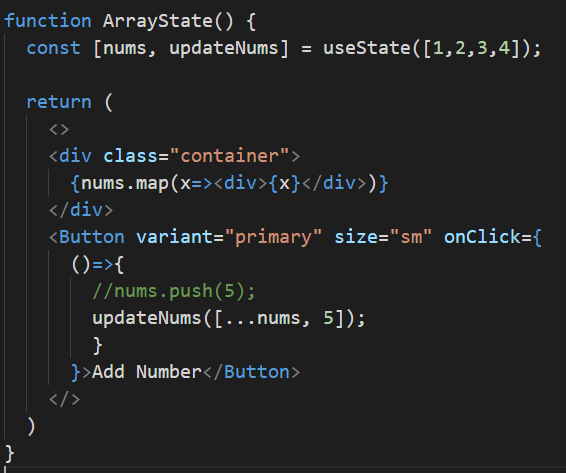 function ArrayState() {
const [nums, updateNums] = useState([1,2,3,4]);
return (
<>
<div class="container">
{nums.map(x=><div>{x}</div>)}
</div>
<Button variant="primary" size="sm" onClick={
()=>{
//nums.push(5);
updateNums([...nums, 5]);
}
}>Add Number</Button>
</>
)
}